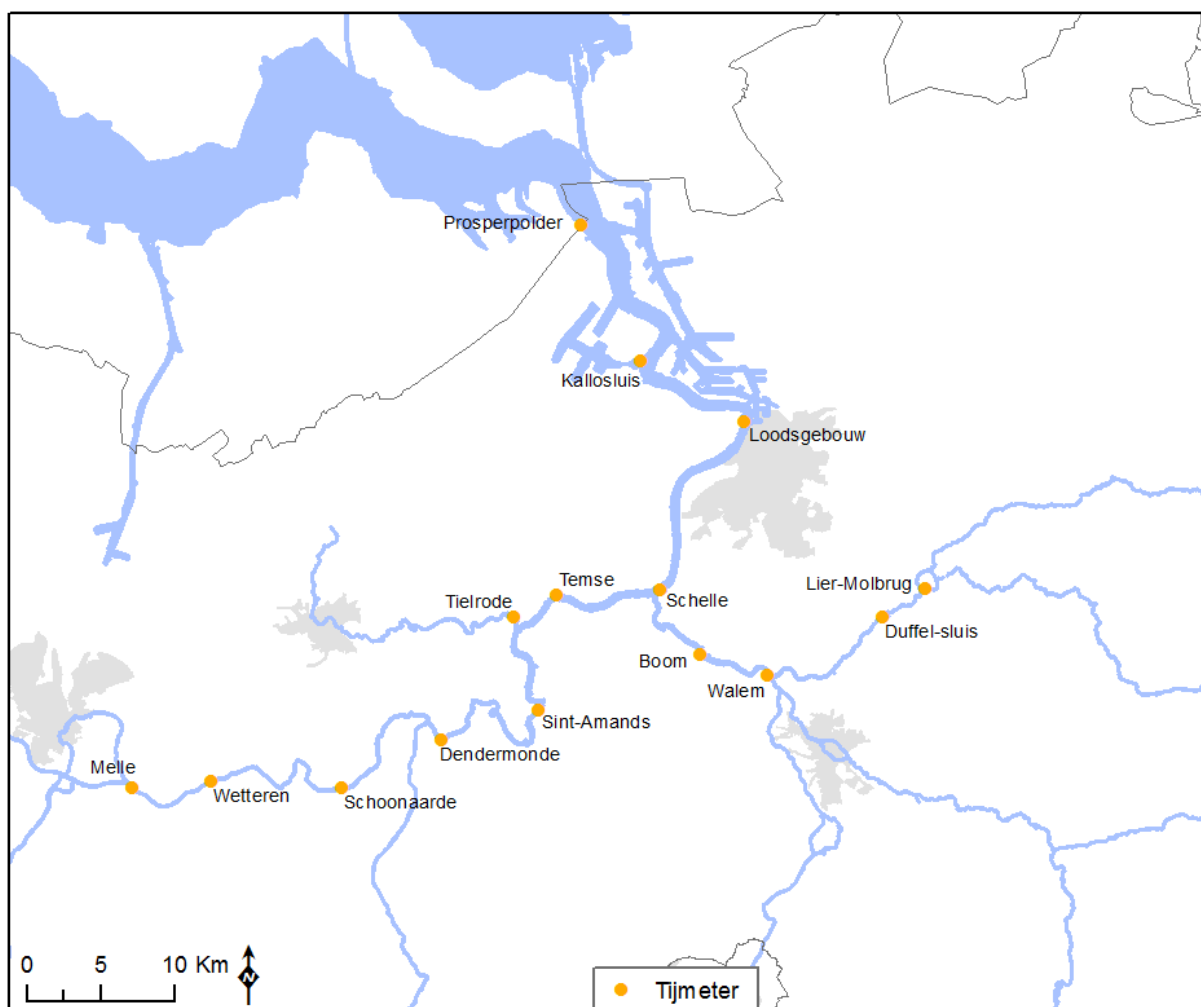 Prosperpolder
Kallosluis
Loodsgebouw
Lier-Molbrug
Temse
Schelle
Tielrode
Duffel-sluis
Boom
Walem
Sint-Amands
Dendermonde
Melle
Wetteren
Schoonaarde
0 5 10 Km
N
Tijmeter